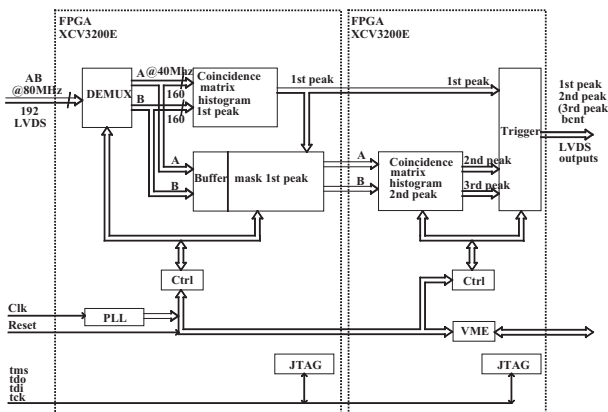 FPGA
XCV3200E
FPGA
XCV3200E
AB
@80MHz
192
LVDS
DEMUX
A @40Mhz
160
B
160
Coincidence
matrix
histogram
1st peak
1st peak
1st peak
A
B
Buffer
mask 1st peak
A
B
Coincidence
matrix
histogram
2nd peak
2nd peak
3rd peak
Trigger
1st peak
2nd peak
(3rd peak
bcnt
LVDS
outputs
Ctrl
Ctrl
Clk
PLL
Reset
VME
JTAG
JTAG
tms
tdo
tdi
tck